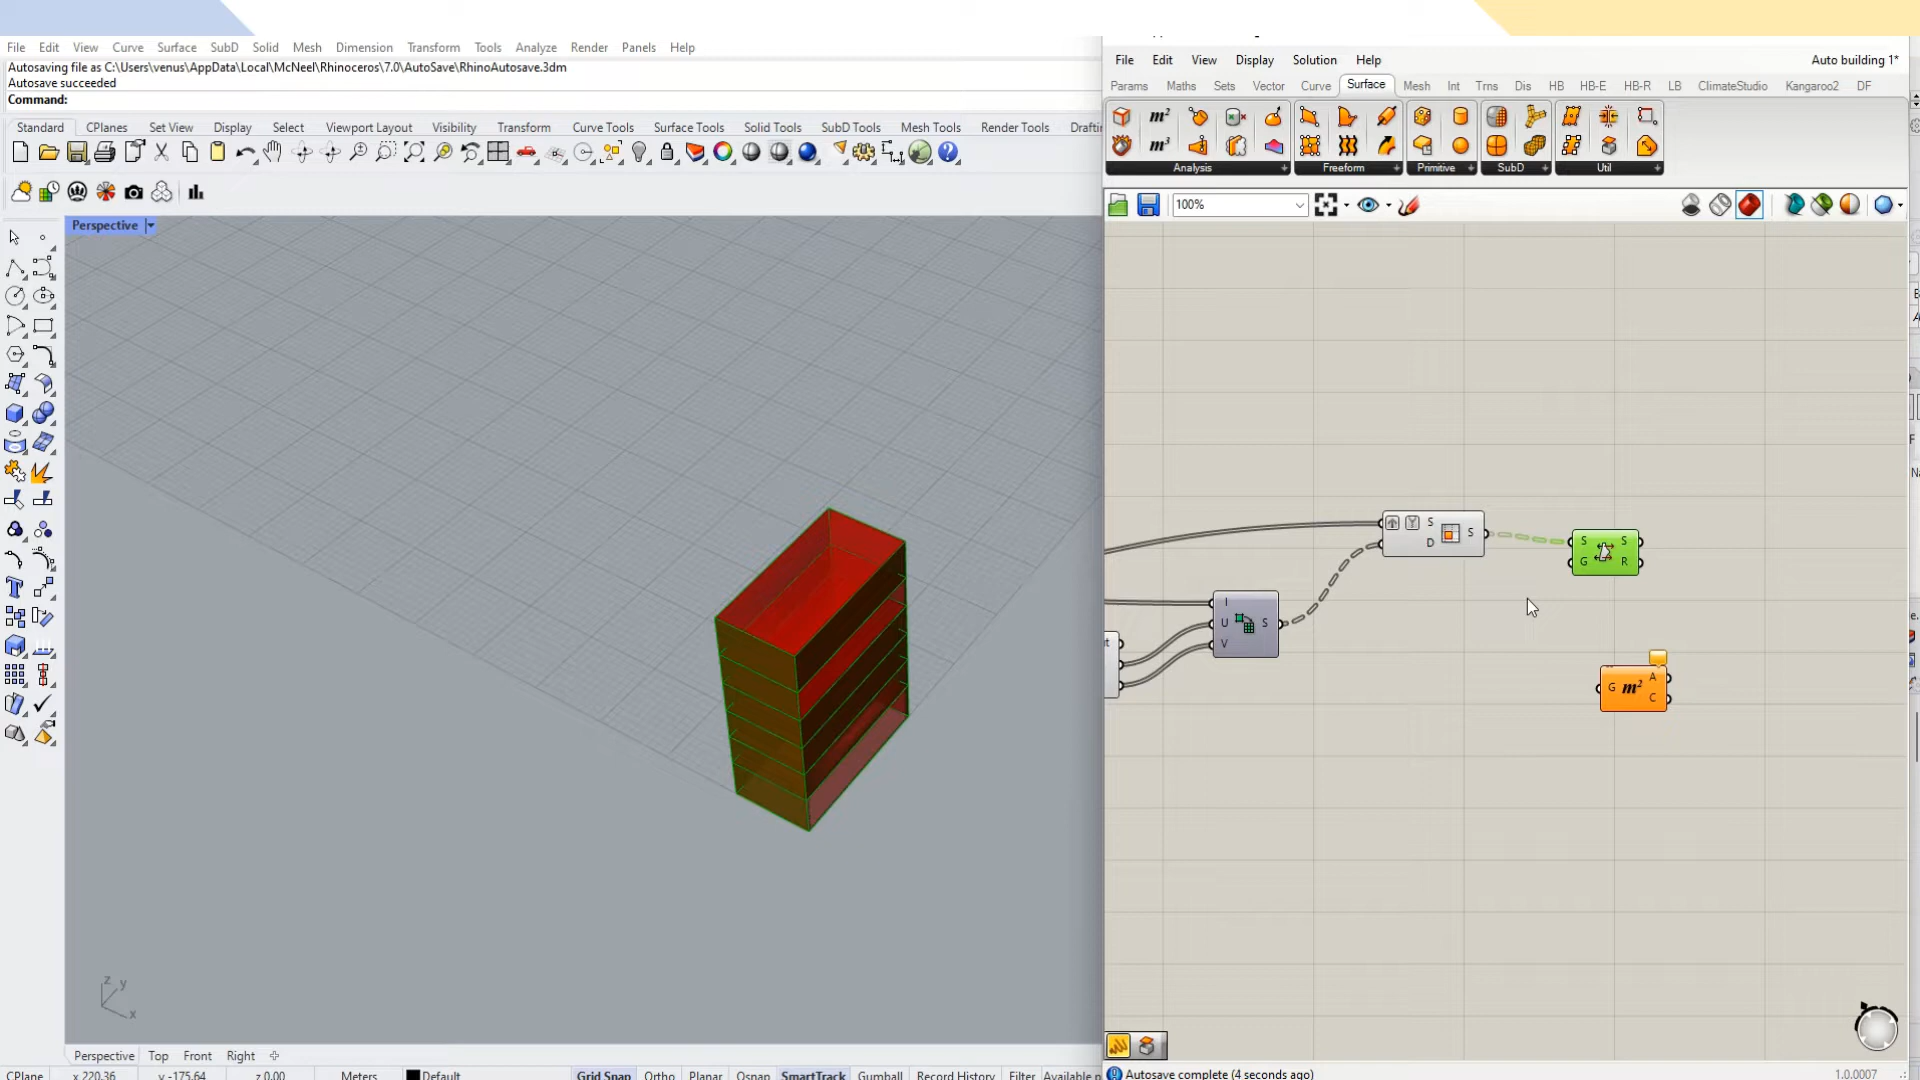 File Edit View Curve Surface SubD Solid Mesh Dimension Transform Tools Analyze Render Panels Help
Autosaving file as C:\Users\venus\AppData\Local\McNeel\Rhinoceros\7.0\AutoSave\RhinoAutosave.3dm
Autosave succeeded
Command:
Standard CPlanes Set View Display Select Viewport Layout Visibility Transform Curve Tools Surface Tools Solid Tools SubD Tools Mesh Tools Render Tools Draftin
Perspective
z y
x
Perspective Top Front Right
CPlane x 220.36 y -175.64 z 0.00 Meters Default Grid Snap Ortho Planar Osnap SmartTrack Gumball Record History Filter Available
File Edit View Display Solution Help Auto building 1*
Params Maths Sets Vector Curve Surface Mesh Int Trns Dis HB HB-E HB-R LB ClimateStudio Kangaroo2 DF
m²
m³
Analysis Freeform Primitive SubD Util
100%
S
D
S
S
G
S
R
I
U
V
S
G m² A
C
Autosave complete (4 seconds ago) 1.0.0007